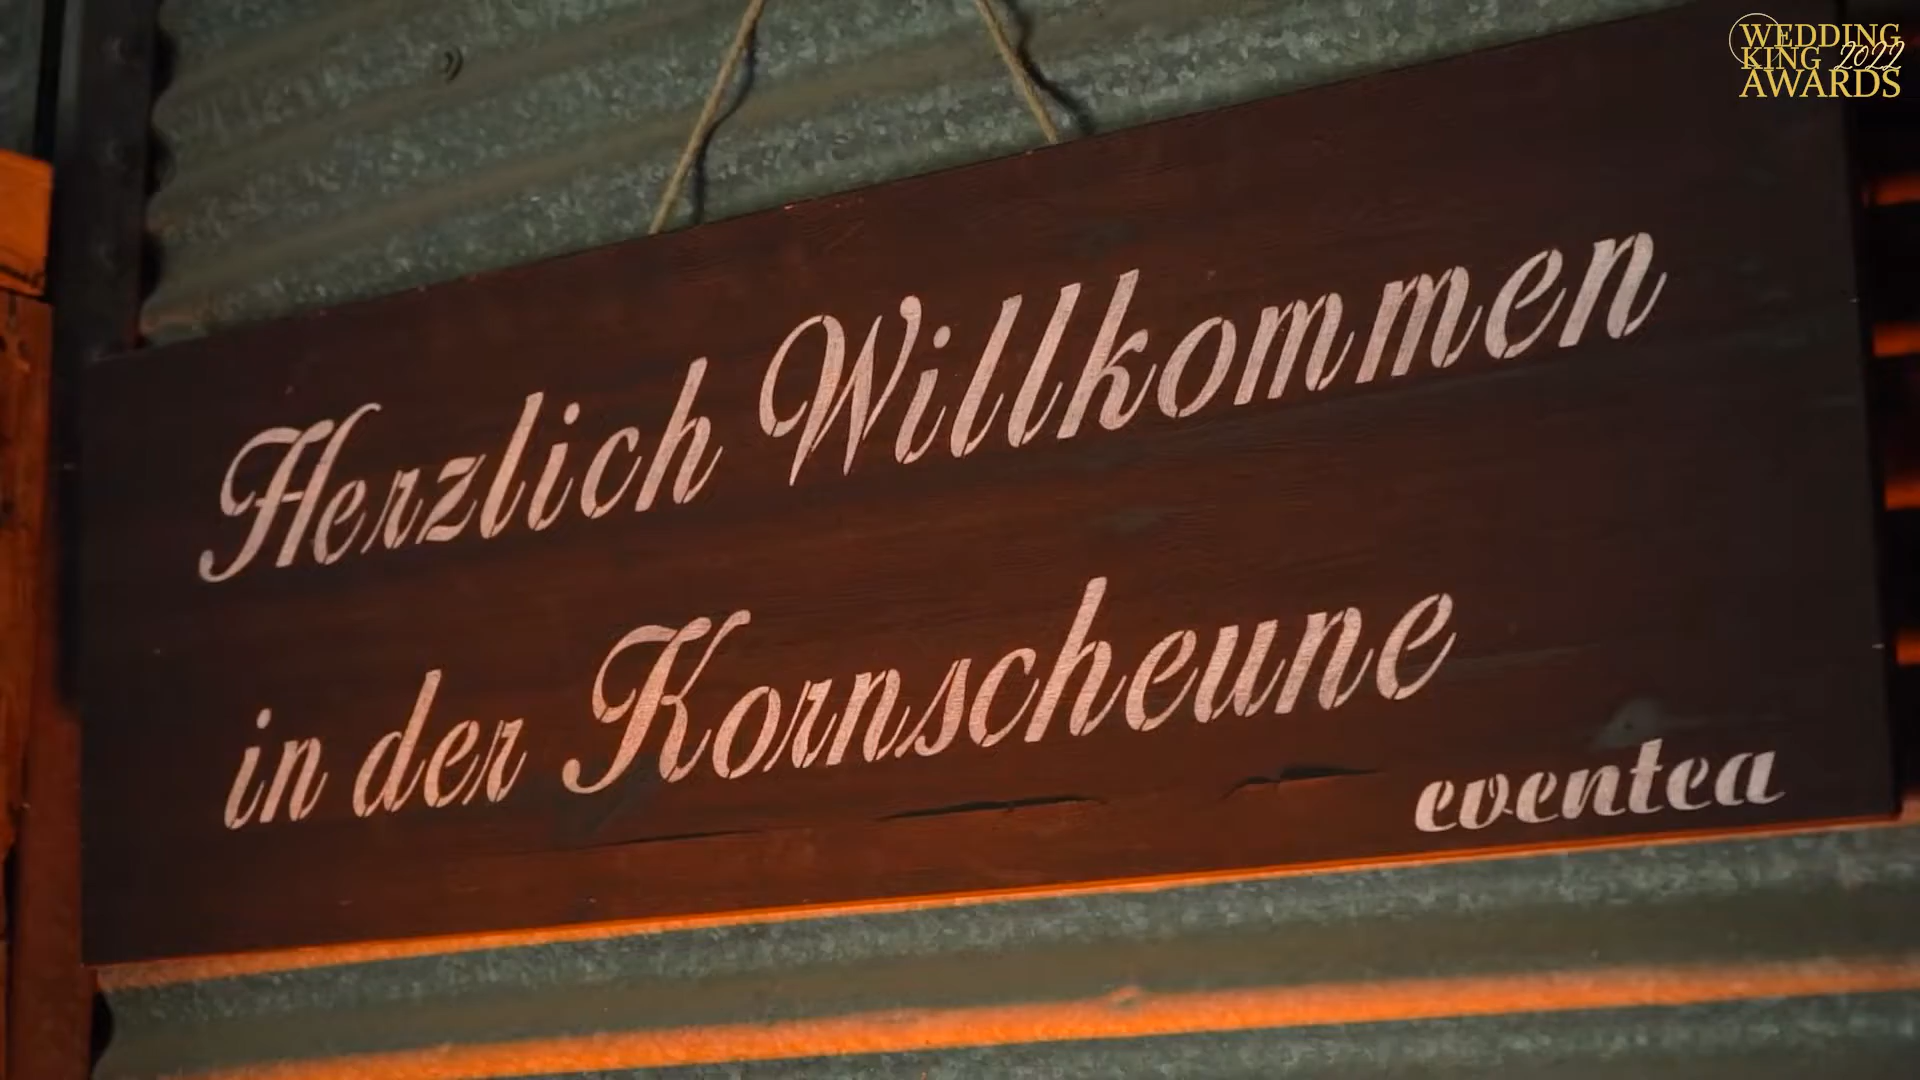 WEDDING
KING 2022
AWARDS
Herzlich Willkommen
in der Kornscheune
eventea